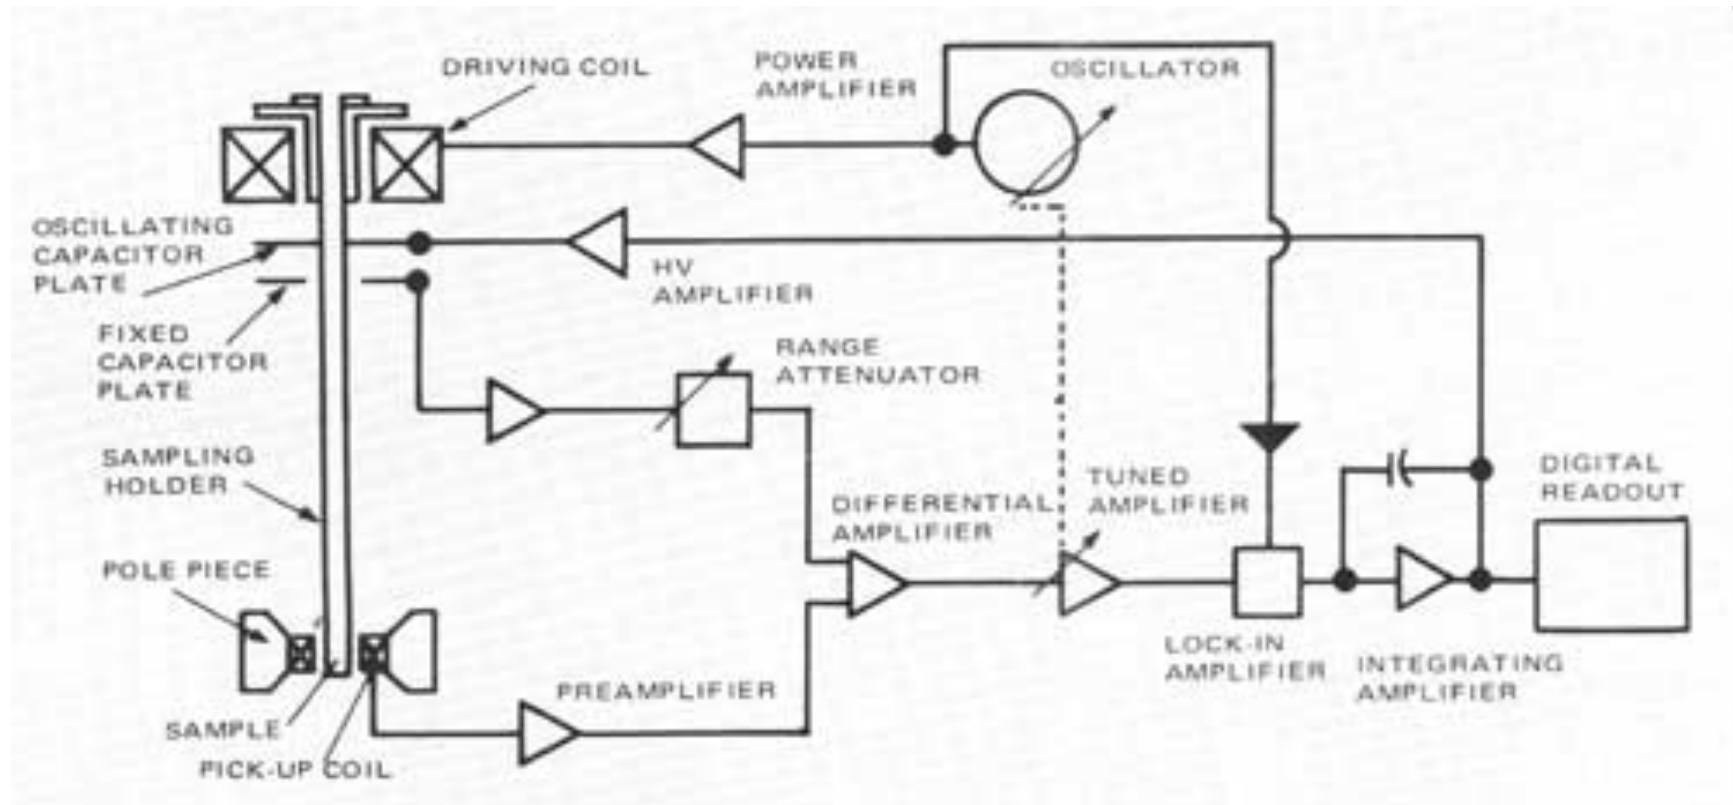 DRIVING COIL
POWER
AMPLIFIER
OSCILLATOR
OSCILLATING
CAPACITOR
PLATE
HV
AMPLIFIER
FIXED
CAPACITOR
PLATE
RANGE
ATTENUATOR
SAMPLING
HOLDER
DIFFERENTIAL
AMPLIFIER
TUNED
AMPLIFIER
DIGITAL
READOUT
POLE PIECE
LOCK-IN
AMPLIFIER
INTEGRATING
AMPLIFIER
PREAMPLIFIER
SAMPLE
PICK-UP COIL